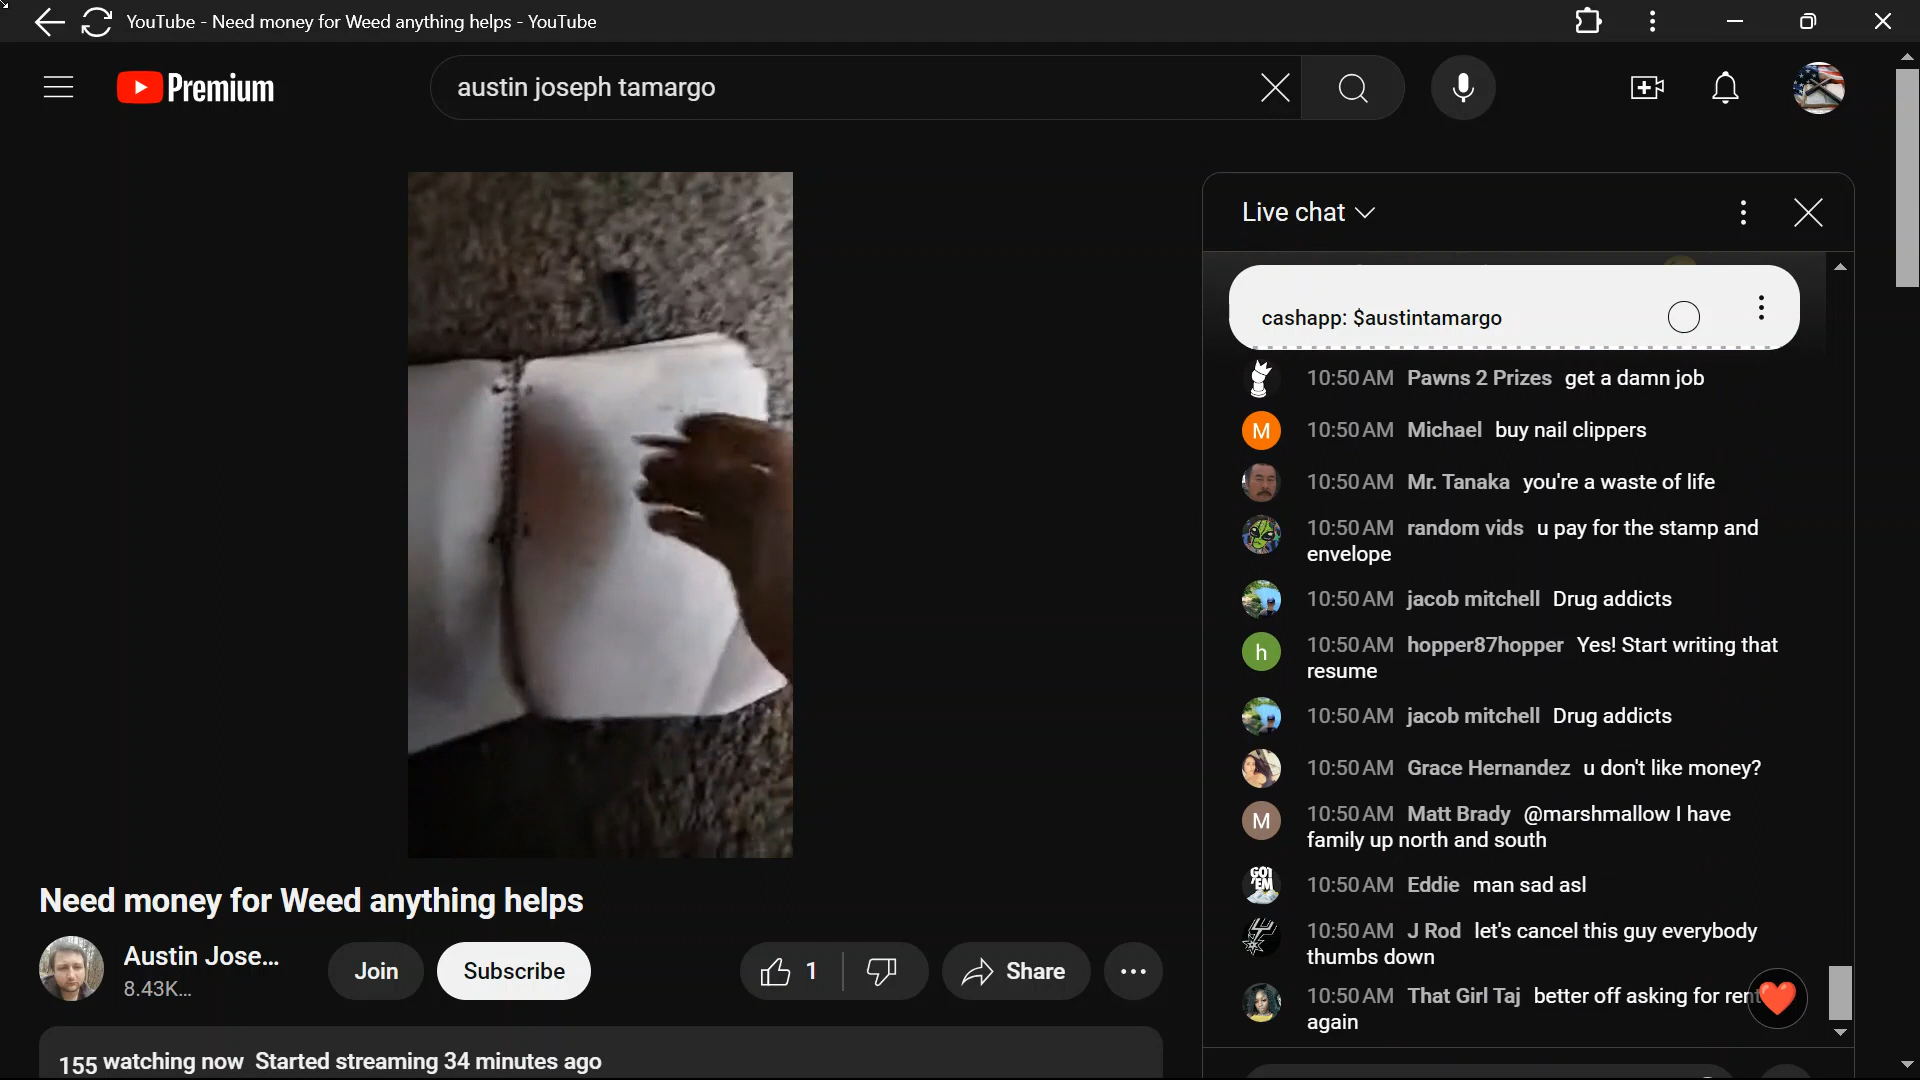 YouTube - Need money for Weed anything helps - YouTube
Premium
austin joseph tamargo
Live chat
cashapp: $austintamargo
10:50 AM Pawns 2 Prizes get a damn job
M 10:50 AM Michael buy nail clippers
10:50 AM Mr. Tanaka you're a waste of life
10:50 AM random vids u pay for the stamp and
envelope
10:50 AM jacob mitchell Drug addicts
h 10:50 AM hopper87hopper Yes! Start writing that
resume
10:50 AM jacob mitchell Drug addicts
10:50 AM Grace Hernandez u don't like money?
M 10:50 AM Matt Brady @marshmallow I have
family up north and south
GOT
'EM
10:50 AM Eddie man sad asl
10:50 AM J Rod let's cancel this guy everybody
thumbs down
10:50 AM That Girl Taj better off asking for rent
again
Need money for Weed anything helps
Austin Jose...
8.43K...
Join
Subscribe
1
Share
155 watching now Started streaming 34 minutes ago